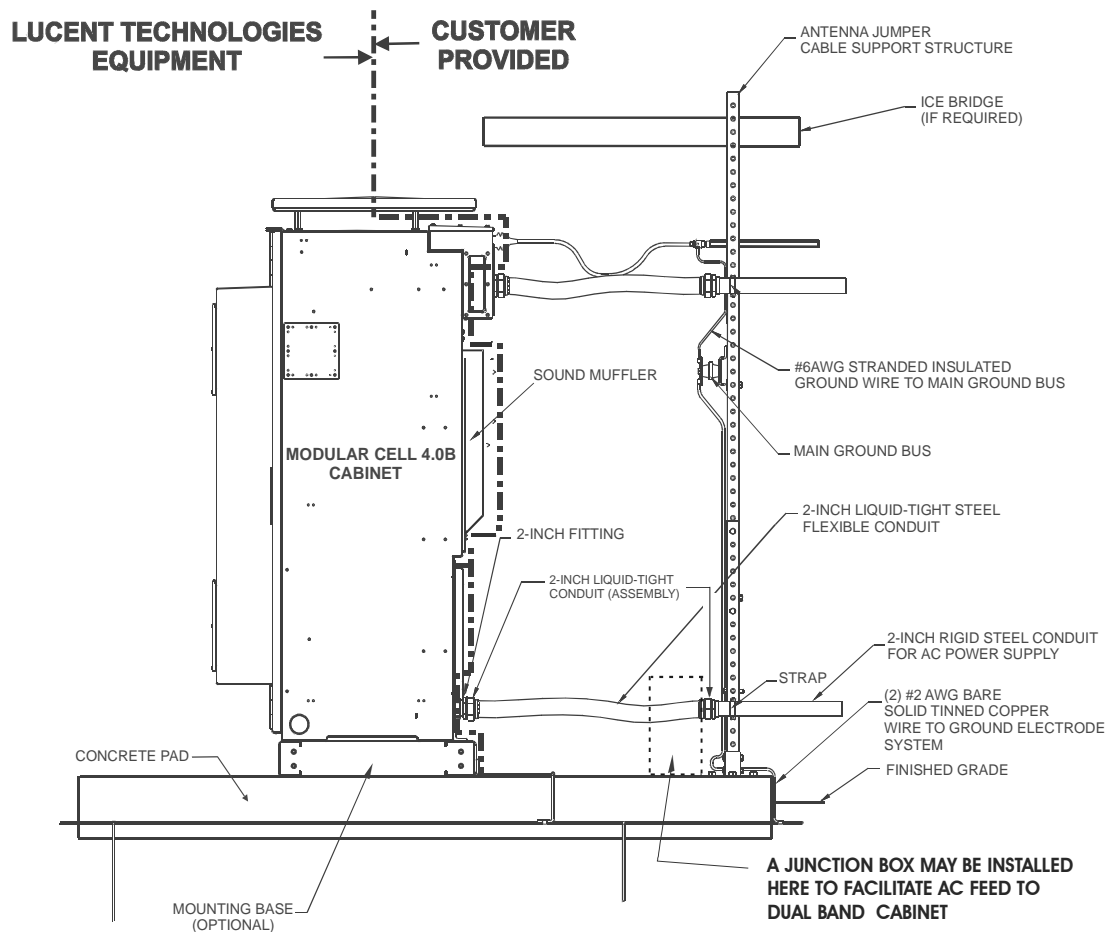 LUCENT TECHNOLOGIES
EQUIPMENT
CUSTOMER
PROVIDED
ANTENNA JUMPER
CABLE SUPPORT STRUCTURE
ICE BRIDGE
(IF REQUIRED)
#6AWG STRANDED INSULATED
GROUND WIRE TO MAIN GROUND BUS
SOUND MUFFLER
MODULAR CELL 4.0B
CABINET
MAIN GROUND BUS
2-INCH LIQUID-TIGHT STEEL
FLEXIBLE CONDUIT
2-INCH FITTING
2-INCH LIQUID-TIGHT
CONDUIT (ASSEMBLY)
2-INCH RIGID STEEL CONDUIT
FOR AC POWER SUPPLY
STRAP
(2) #2 AWG BARE
SOLID TINNED COPPER
WIRE TO GROUND ELECTRODE
SYSTEM
CONCRETE PAD
FINISHED GRADE
A JUNCTION BOX MAY BE INSTALLED
HERE TO FACILITATE AC FEED TO
DUAL BAND CABINET
MOUNTING BASE
(OPTIONAL)